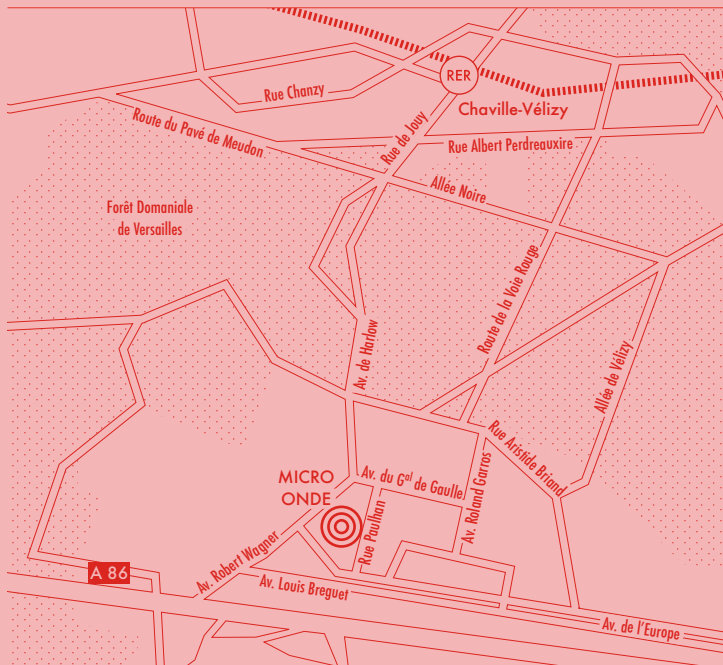 RER
Chaville-Vélizy
Rue Chanzy
Route du Pavé de Meudon
Rue de Jouy
Rue Albert Perdreauxire
Allée Noire
Forêt Domaniale
de Versailles
Route de la Voie Rouge
Av. de Harlow
Allée de Vélizy
Rue Aristide Briand
MICRO
ONDE
Av. du Gal de Gaulle
Av. Roland Garros
Rue Paulhan
Av. Robert Wagner
A 86
Av. Louis Breguet
Av. de l'Europe